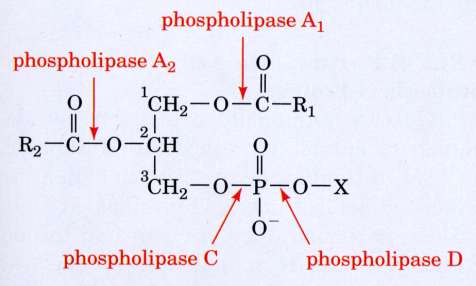 phospholipase A₁
phospholipase A₂
O
O
¹CH₂—O—C—R₁
R₂—C—O—²CH
O
³CH₂—O—P—O—X
O⁻
phospholipase C
phospholipase D